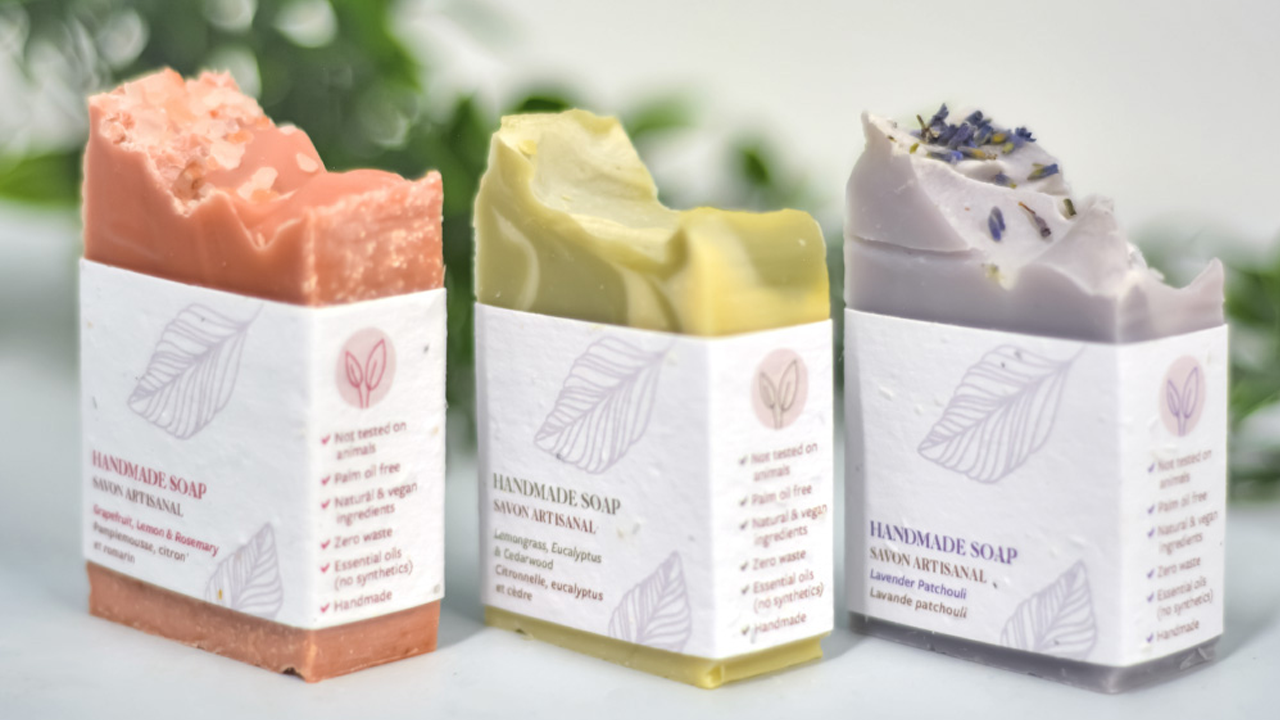 HANDMADE SOAP
SAVON ARTISANAL
Grapefruit, Lemon & Rosemary
Pamplemousse, citron
et romarin
Not tested on
animals
Palm oil free
Natural & vegan
ingredients
Zero waste
Essential oils
(no synthetics)
Handmade
HANDMADE SOAP
SAVON ARTISANAL
Lemongrass, Eucalyptus
& Cedarwood
Citronnelle, eucalyptus
et cèdre
Not tested on
animals
Palm oil free
Natural & vegan
ingredients
Zero waste
Essential oils
(no synthetics)
Handmade
HANDMADE SOAP
SAVON ARTISANAL
Lavender Patchouli
Lavande patchouli
Not tested on
animals
Palm oil free
Natural & vegan
ingredients
Zero waste
Essential oils
(no synthetics)
Handmade